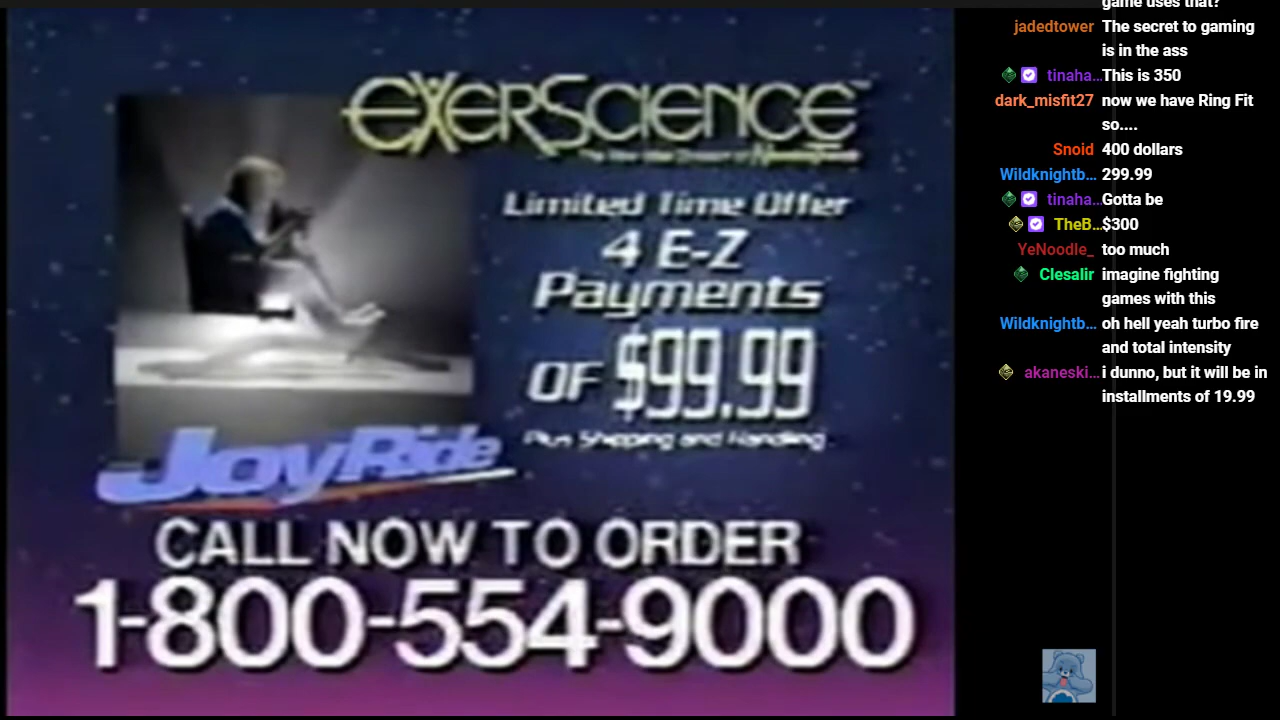 EXERSCIENCE™
Limited Time Offer
4 E-Z
Payments
OF $99.99
Plus Shipping and Handling
JoyRide
CALL NOW TO ORDER
1-800-554-9000
game uses that?
jadedtower The secret to gaming
is in the ass
tinaha... This is 350
dark_misfit27 now we have Ring Fit
so....
Snoid 400 dollars
Wildknightb... 299.99
tinaha... Gotta be
TheB... $300
YeNoodle_ too much
Clesalir imagine fighting
games with this
Wildknightb... oh hell yeah turbo fire
and total intensity
akaneski... i dunno, but it will be in
installments of 19.99